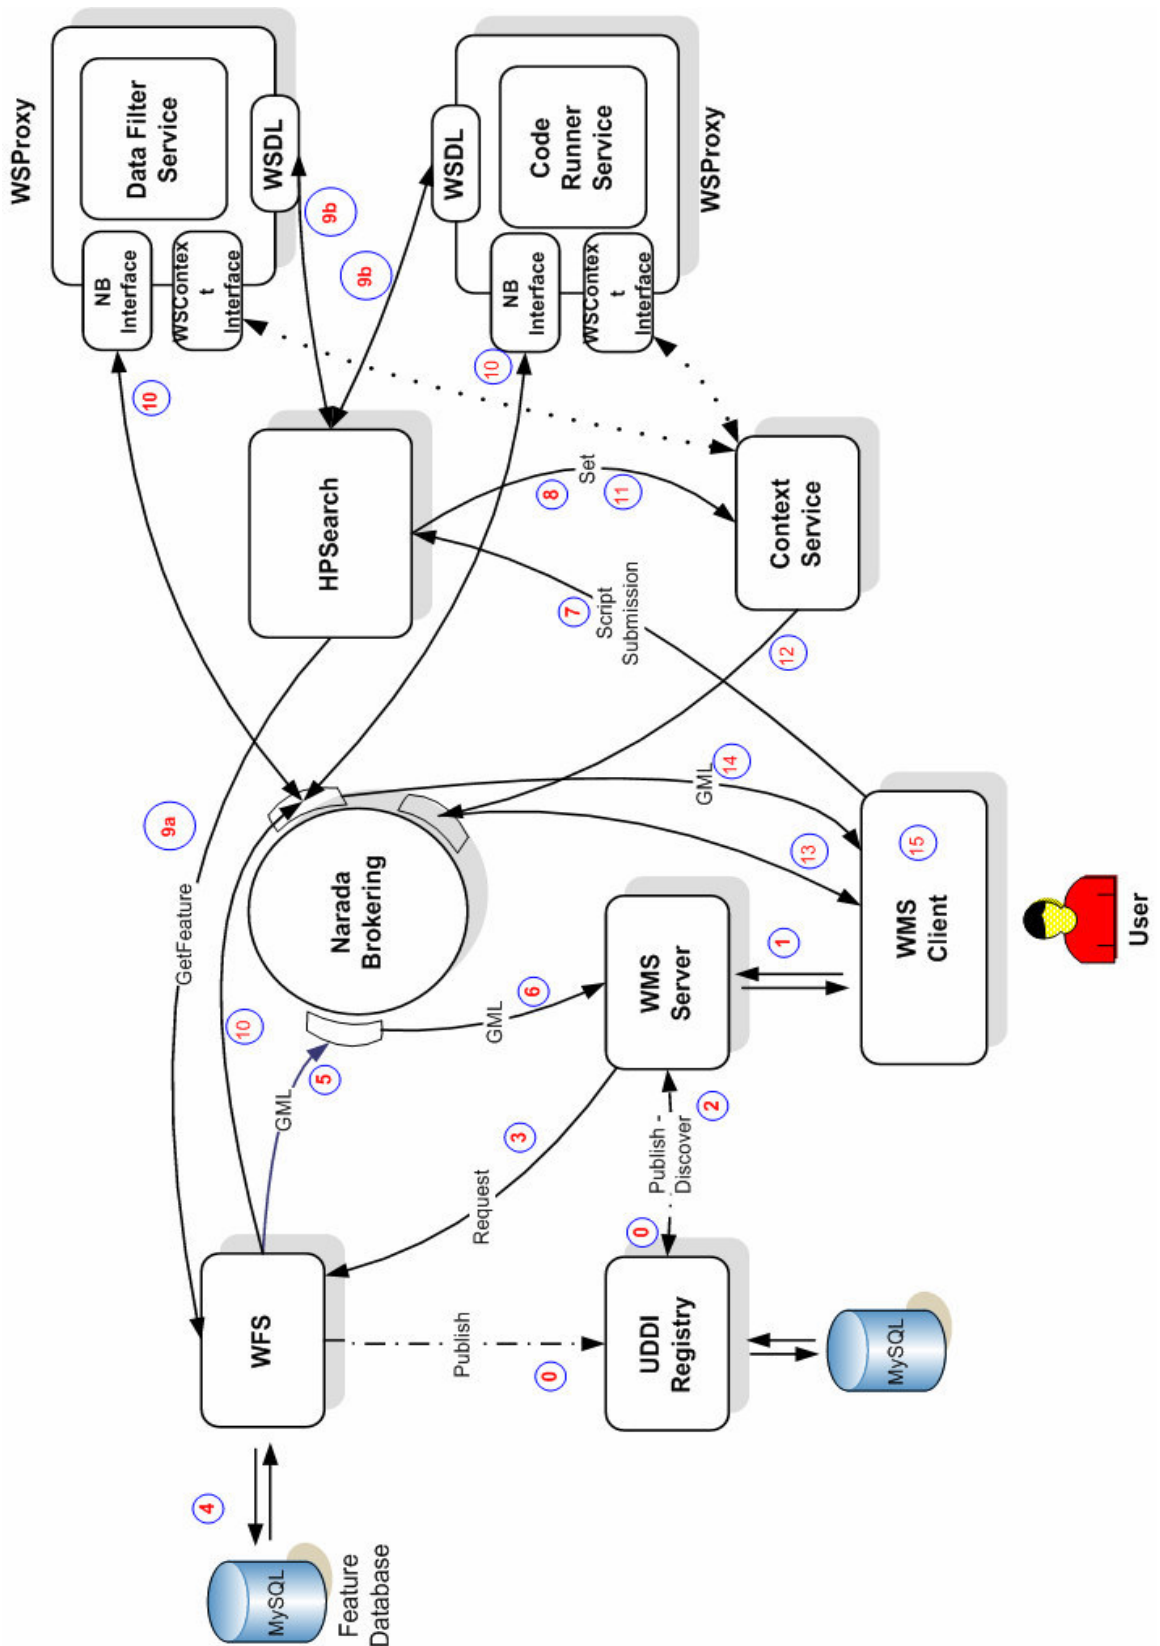 WSProxy
Data Filter
Service
NB
Interface
WSContex
t
Interface
WSDL
9b
10
MySQL
Feature
Database
4
WFS
GetFeature
9a
10
HPSearch
GML
5
Narada
Brokering
9b
WSDL
Code
Runner
Service
NB
Interface
WSContex
t
Interface
WSProxy
10
Publish
0
Request
3
GML
6
8
Set
11
7
Script
Submission
UDDI
Registry
0
Publish -
Discover
2
WMS
Server
GML
14
13
12
Context
Service
1
MySQL
WMS
Client
15
User